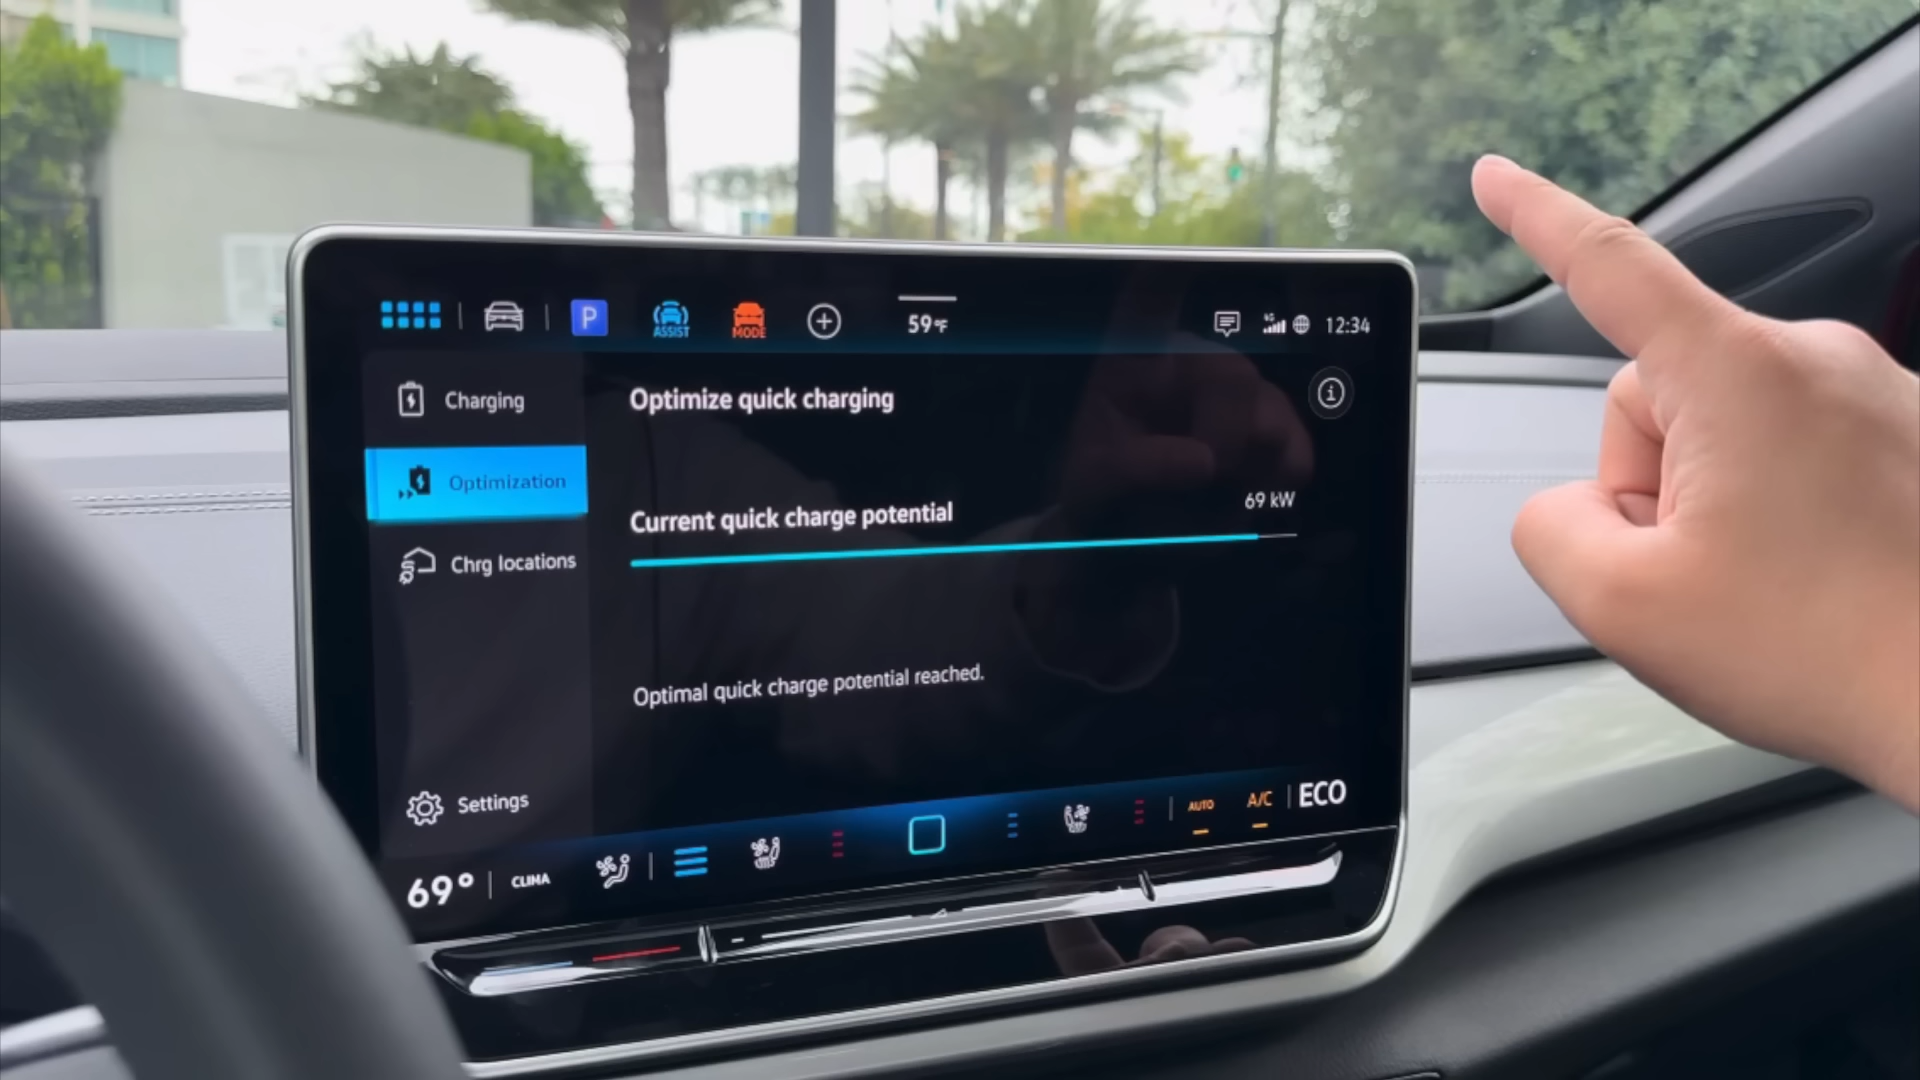 P
ASSIST
MODE
59°F
12:34
Charging
Optimize quick charging
Optimization
Current quick charge potential
69 kW
Chrg locations
Optimal quick charge potential reached.
Settings
69°
CLIMA
AUTO
A/C
ECO